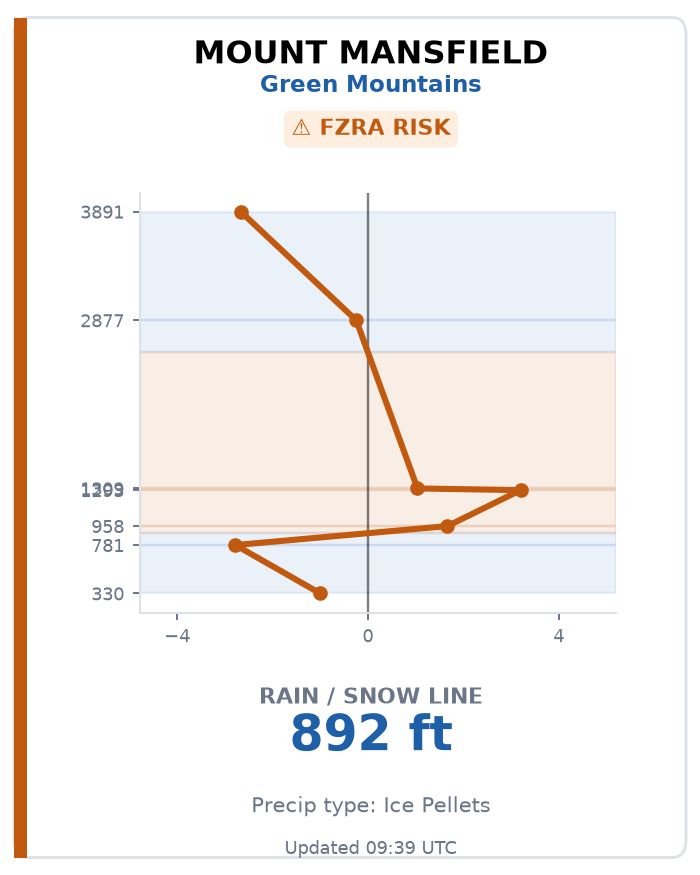 MOUNT MANSFIELD
Green Mountains
⚠ FZRA RISK
3891
2877
958
781
330
−4 0 4
RAIN / SNOW LINE
892 ft
Precip type: Ice Pellets
Updated 09:39 UTC